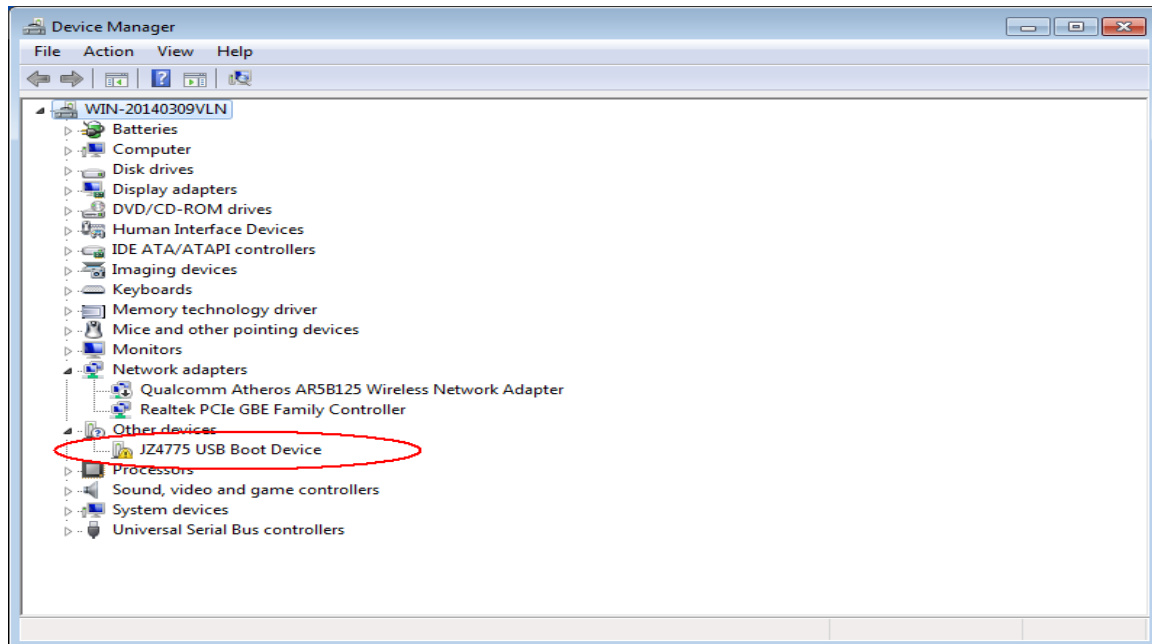 Device Manager
File Action View Help
WIN-20140309VLN
Batteries
Computer
Disk drives
Display adapters
DVD/CD-ROM drives
Human Interface Devices
IDE ATA/ATAPI controllers
Imaging devices
Keyboards
Memory technology driver
Mice and other pointing devices
Monitors
Network adapters
Qualcomm Atheros AR5B125 Wireless Network Adapter
Realtek PCIe GBE Family Controller
Other devices
JZ4775 USB Boot Device
Processors
Sound, video and game controllers
System devices
Universal Serial Bus controllers